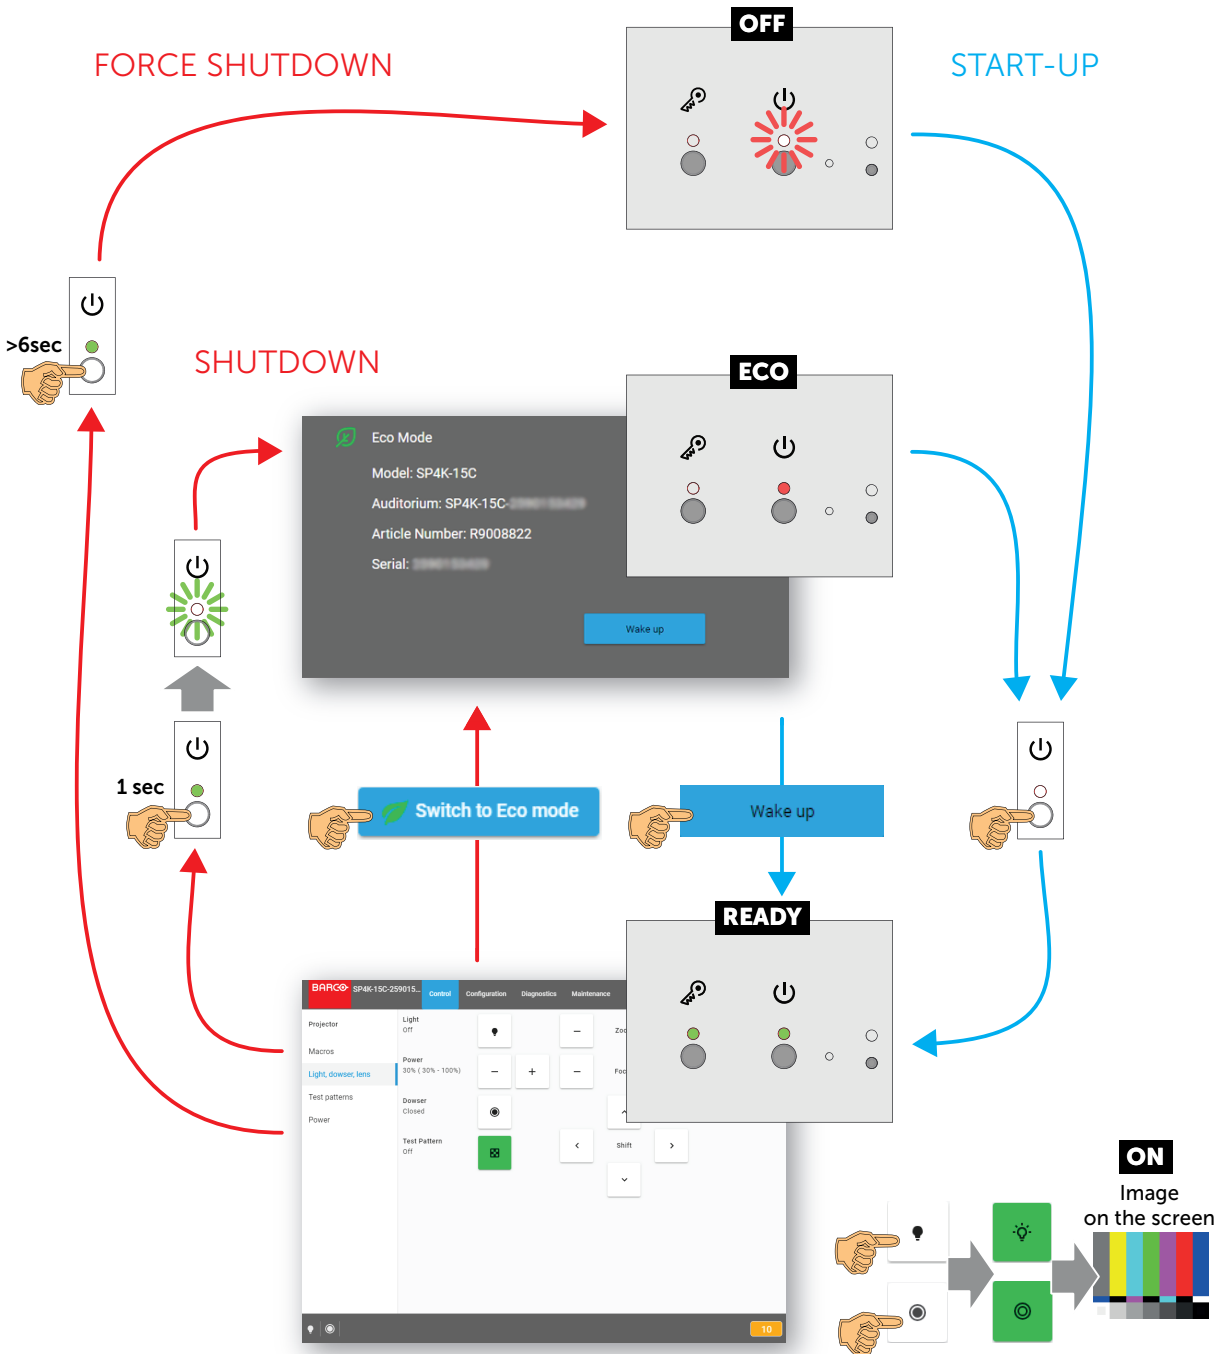 OFF
FORCE SHUTDOWN
START-UP
>6sec
SHUTDOWN
ECO
Eco Mode
Model: SP4K-15C
Auditorium: SP4K-15C-
Article Number: R9008822
Serial:
Wake up
1 sec
Switch to Eco mode
Wake up
READY
BARCO SP4K-15C-259015... Control Configuration Diagnostics Maintenance
Projector
Macros
Light, dowser, lens
Test patterns
Power
Light
Off
Power
30% ( 30% - 100%)
Dowser
Closed
Test Pattern
Off
Shift
10
ON
Image
on the screen